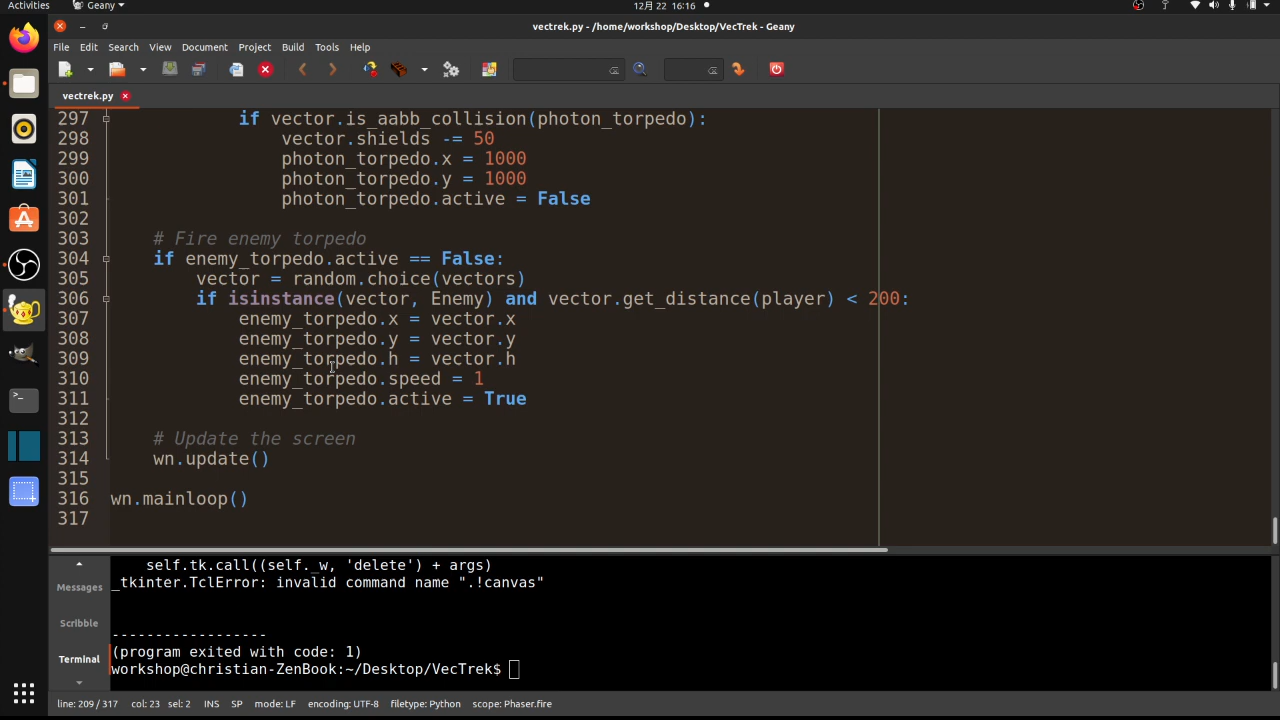 Activities
Geany
12月 22 16:16
vectrek.py - /home/workshop/Desktop/VecTrek - Geany
File Edit Search View Document Project Build Tools Help
vectrek.py
297 if vector.is_aabb_collision(photon_torpedo):
298 vector.shields -= 50
299 photon_torpedo.x = 1000
300 photon_torpedo.y = 1000
301 photon_torpedo.active = False
302
303 # Fire enemy torpedo
304 if enemy_torpedo.active == False:
305 vector = random.choice(vectors)
306 if isinstance(vector, Enemy) and vector.get_distance(player) < 200:
307 enemy_torpedo.x = vector.x
308 enemy_torpedo.y = vector.y
309 enemy_torpedo.h = vector.h
310 enemy_torpedo.speed = 1
311 enemy_torpedo.active = True
312
313 # Update the screen
314 wn.update()
315
316 wn.mainloop()
317
Messages
Scribble
Terminal
self.tk.call((self._w, 'delete') + args)
_tkinter.TclError: invalid command name ".!canvas"
------------------
(program exited with code: 1)
workshop@christian-ZenBook:~/Desktop/VecTrek$
line: 209 / 317 col: 23 sel: 2 INS SP mode: LF encoding: UTF-8 filetype: Python scope: Phaser.fire